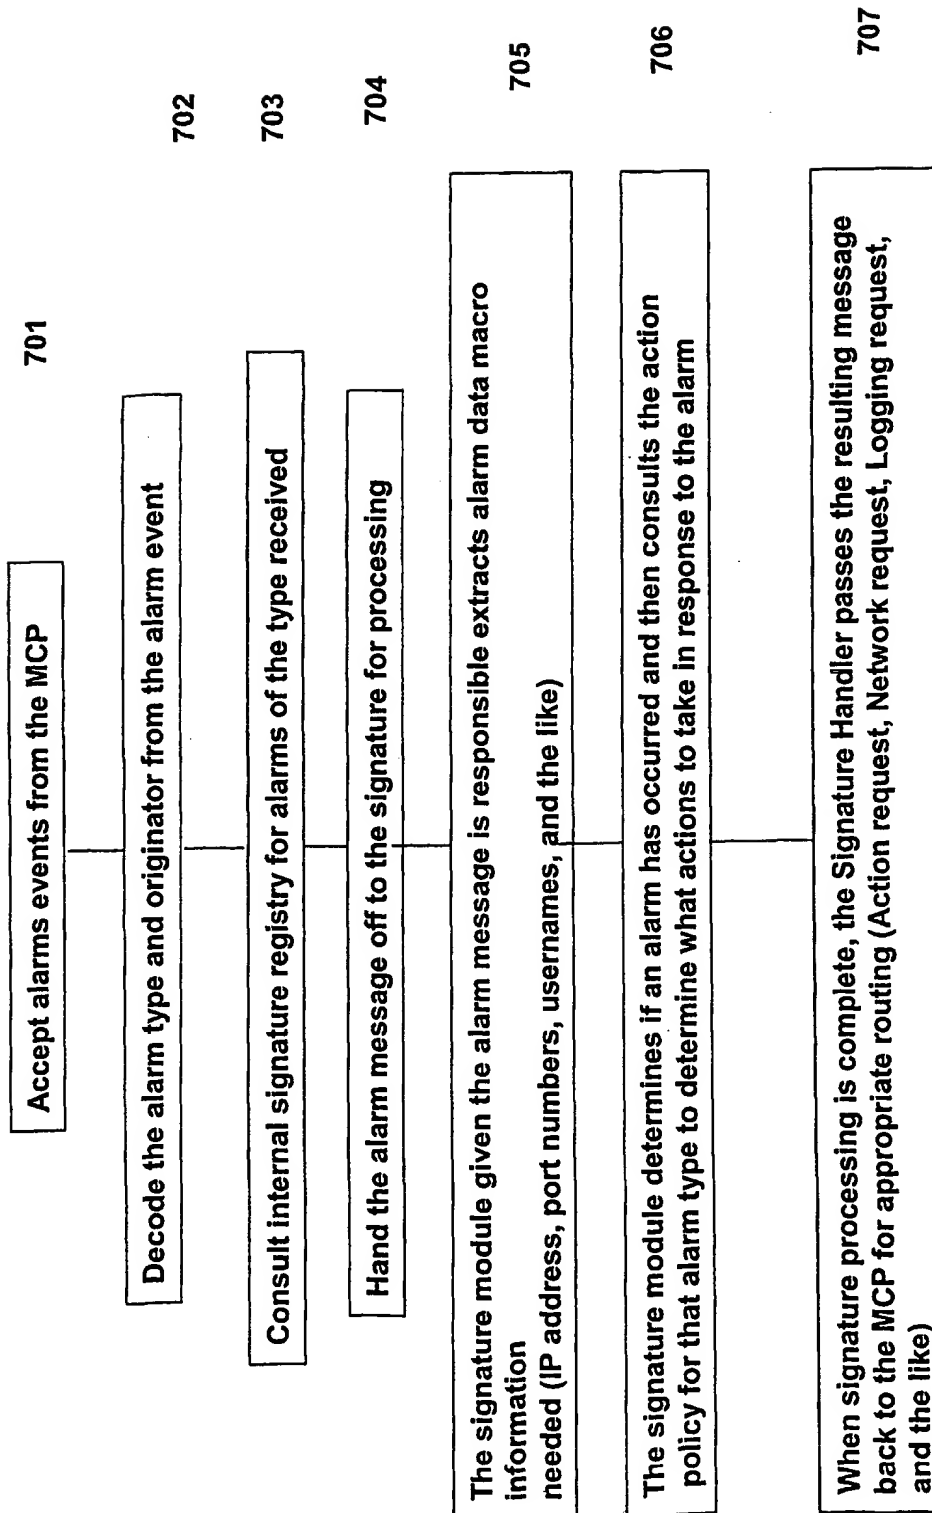 701
Accept alarms events from the MCP
702
Decode the alarm type and originator from the alarm event
703
Consult internal signature registry for alarms of the type received
704
Hand the alarm message off to the signature for processing
705
The signature module given the alarm message is responsible extracts alarm data macro
information
needed (IP address, port numbers, usernames, and the like)
706
The signature module determines if an alarm has occurred and then consults the action
policy for that alarm type to determine what actions to take in response to the alarm
707
When signature processing is complete, the Signature Handler passes the resulting message
back to the MCP for appropriate routing (Action request, Network request, Logging request,
and the like)